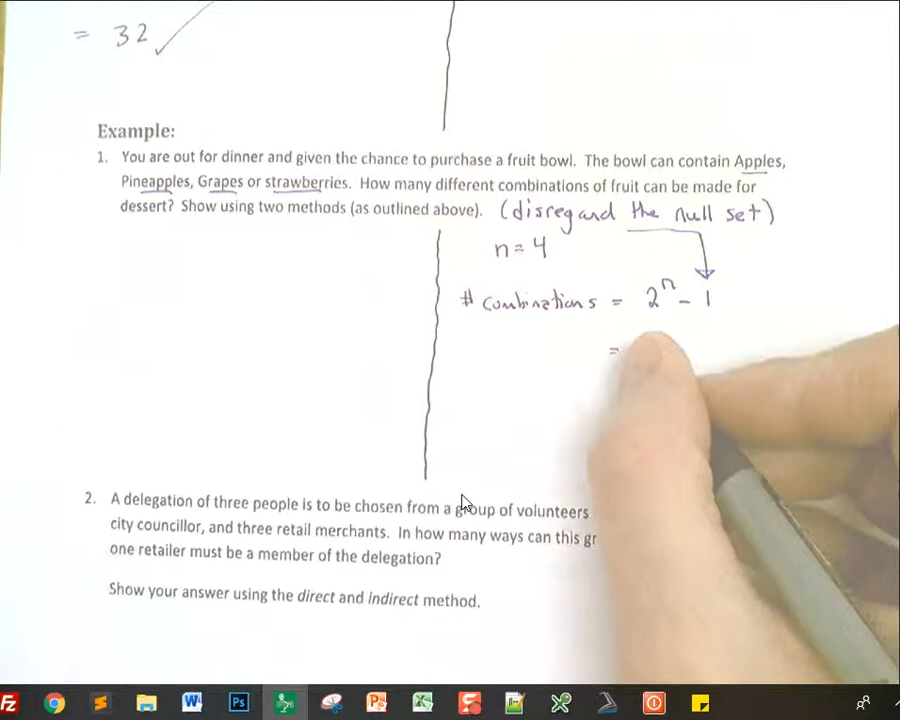 = 32 ✓
Example:
1. You are out for dinner and given the chance to purchase a fruit bowl. The bowl can contain Apples,
Pineapples, Grapes or strawberries. How many different combinations of fruit can be made for
dessert? Show using two methods (as outlined above). (disregard the null set)
n = 4
# combinations = 2ⁿ - 1
=
2. A delegation of three people is to be chosen from a group of volunteers
city councillor, and three retail merchants. In how many ways can this gr
one retailer must be a member of the delegation?
Show your answer using the direct and indirect method.
Fz
W
Ps
P
X